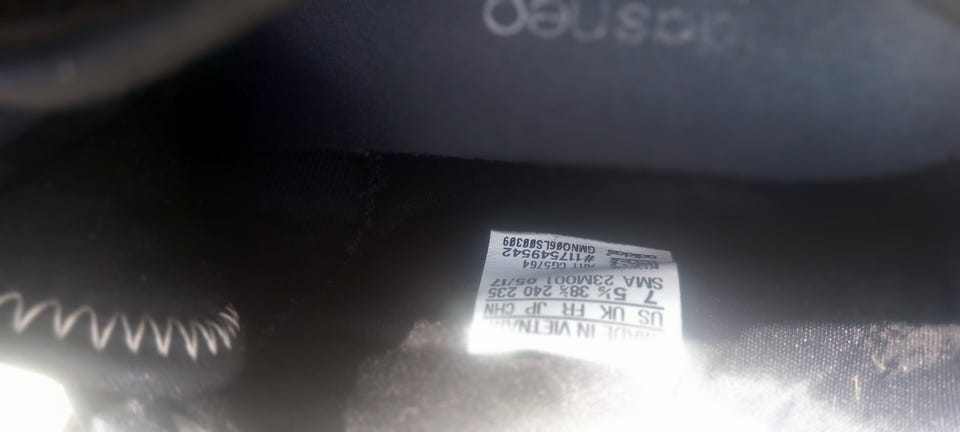 MADE IN VIETNAM
US UK FR JP CHN
7 5½ 38⅔ 240 235
SMA 23M001 05/17
ART CG5764
#117549542
GMNQ06LS00309
adidas neo